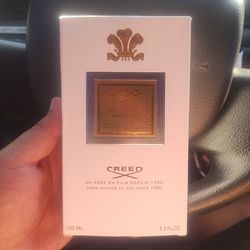 CREED
DE PÈRE EN FILS DEPUIS 1760
FROM FATHER TO SON SINCE 1760
100 ML
3.3 FL.OZ.